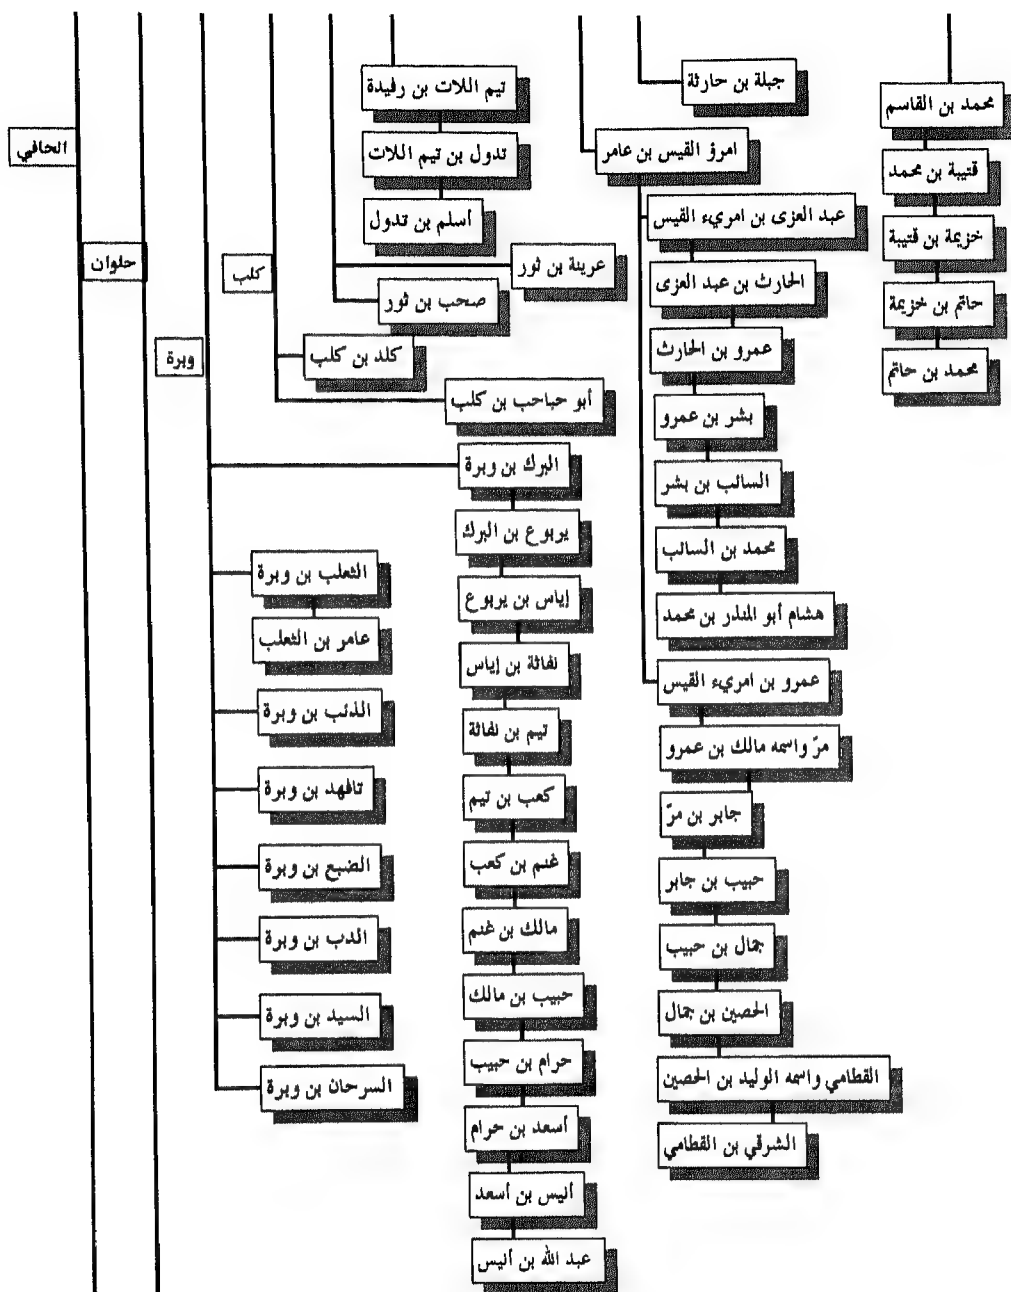 جبلة بن حارثة
تيم اللات بن رفيدة
محمد بن القاسم
امرؤ القيس بن عامر
تدول بن تيم اللات
الحافي
قتيبة بن محمد
عبد العزى بن امريء القيس
أسلم بن تدول
خزيمة بن قتيبة
عرينة بن ثور
حلوان
كلب
الحارث بن عبد العزى
صحب بن ثور
حاتم بن خزيمة
عمرو بن الحارث
كلد بن كلب
وبرة
محمد بن حاتم
أبو حباحب بن كلب
بشر بن عمرو
البرك بن وبرة
السائب بن بشر
يربوع بن البرك
محمد بن السائب
الثعلب بن وبرة
إياس بن يربوع
هشام أبو المنذر بن محمد
عامر بن الثعلب
نفاثة بن إياس
عمرو بن امريء القيس
الذئب بن وبرة
تيم بن نفاثة
مرّ واسمه مالك بن عمرو
تافهد بن وبرة
كعب بن تيم
جابر بن مرّ
الضبع بن وبرة
غنم بن كعب
حبيب بن جابر
الدب بن وبرة
مالك بن غنم
جمال بن حبيب
السيد بن وبرة
حبيب بن مالك
الحصين بن جمال
حرام بن حبيب
القطامي واسمه الوليد بن الحصين
السرحان بن وبرة
أسعد بن حرام
الشرقي بن القطامي
أنيس بن أسعد
عبد الله بن أنيس